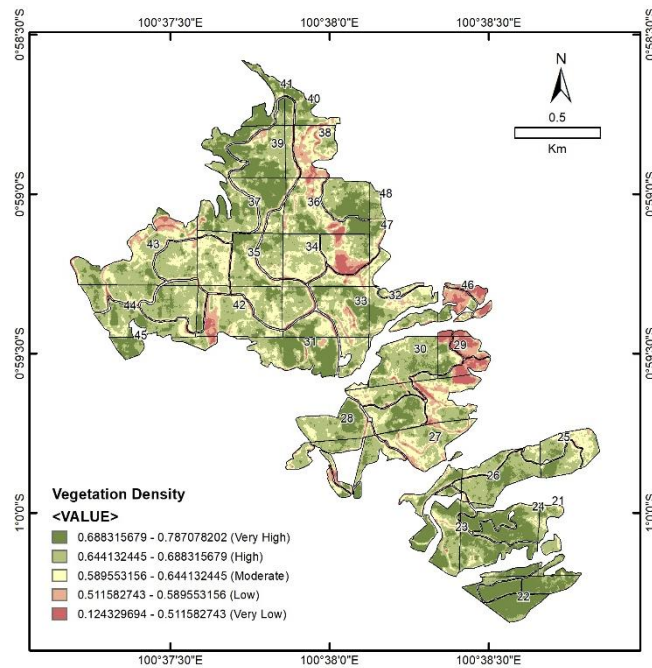 100°37'30"E 100°38'0"E 100°38'30"E
0°58'30"S 0°58'30"S
N
0.5
Km
41
40
39 38
0°59'0"S 0°59'0"S
37 36 48
47
43 35 34
46
44 42 33 32
45 31 30 29
0°59'30"S 0°59'30"S
28
27 25
26
Vegetation Density
<VALUE>
0.688315679 - 0.787078202 (Very High)
0.644132445 - 0.688315679 (High)
0.589553156 - 0.644132445 (Moderate)
0.511582743 - 0.589553156 (Low)
0.124329694 - 0.511582743 (Very Low)
1°0'0"S 1°0'0"S
24 21
23
22
100°37'30"E 100°38'0"E 100°38'30"E